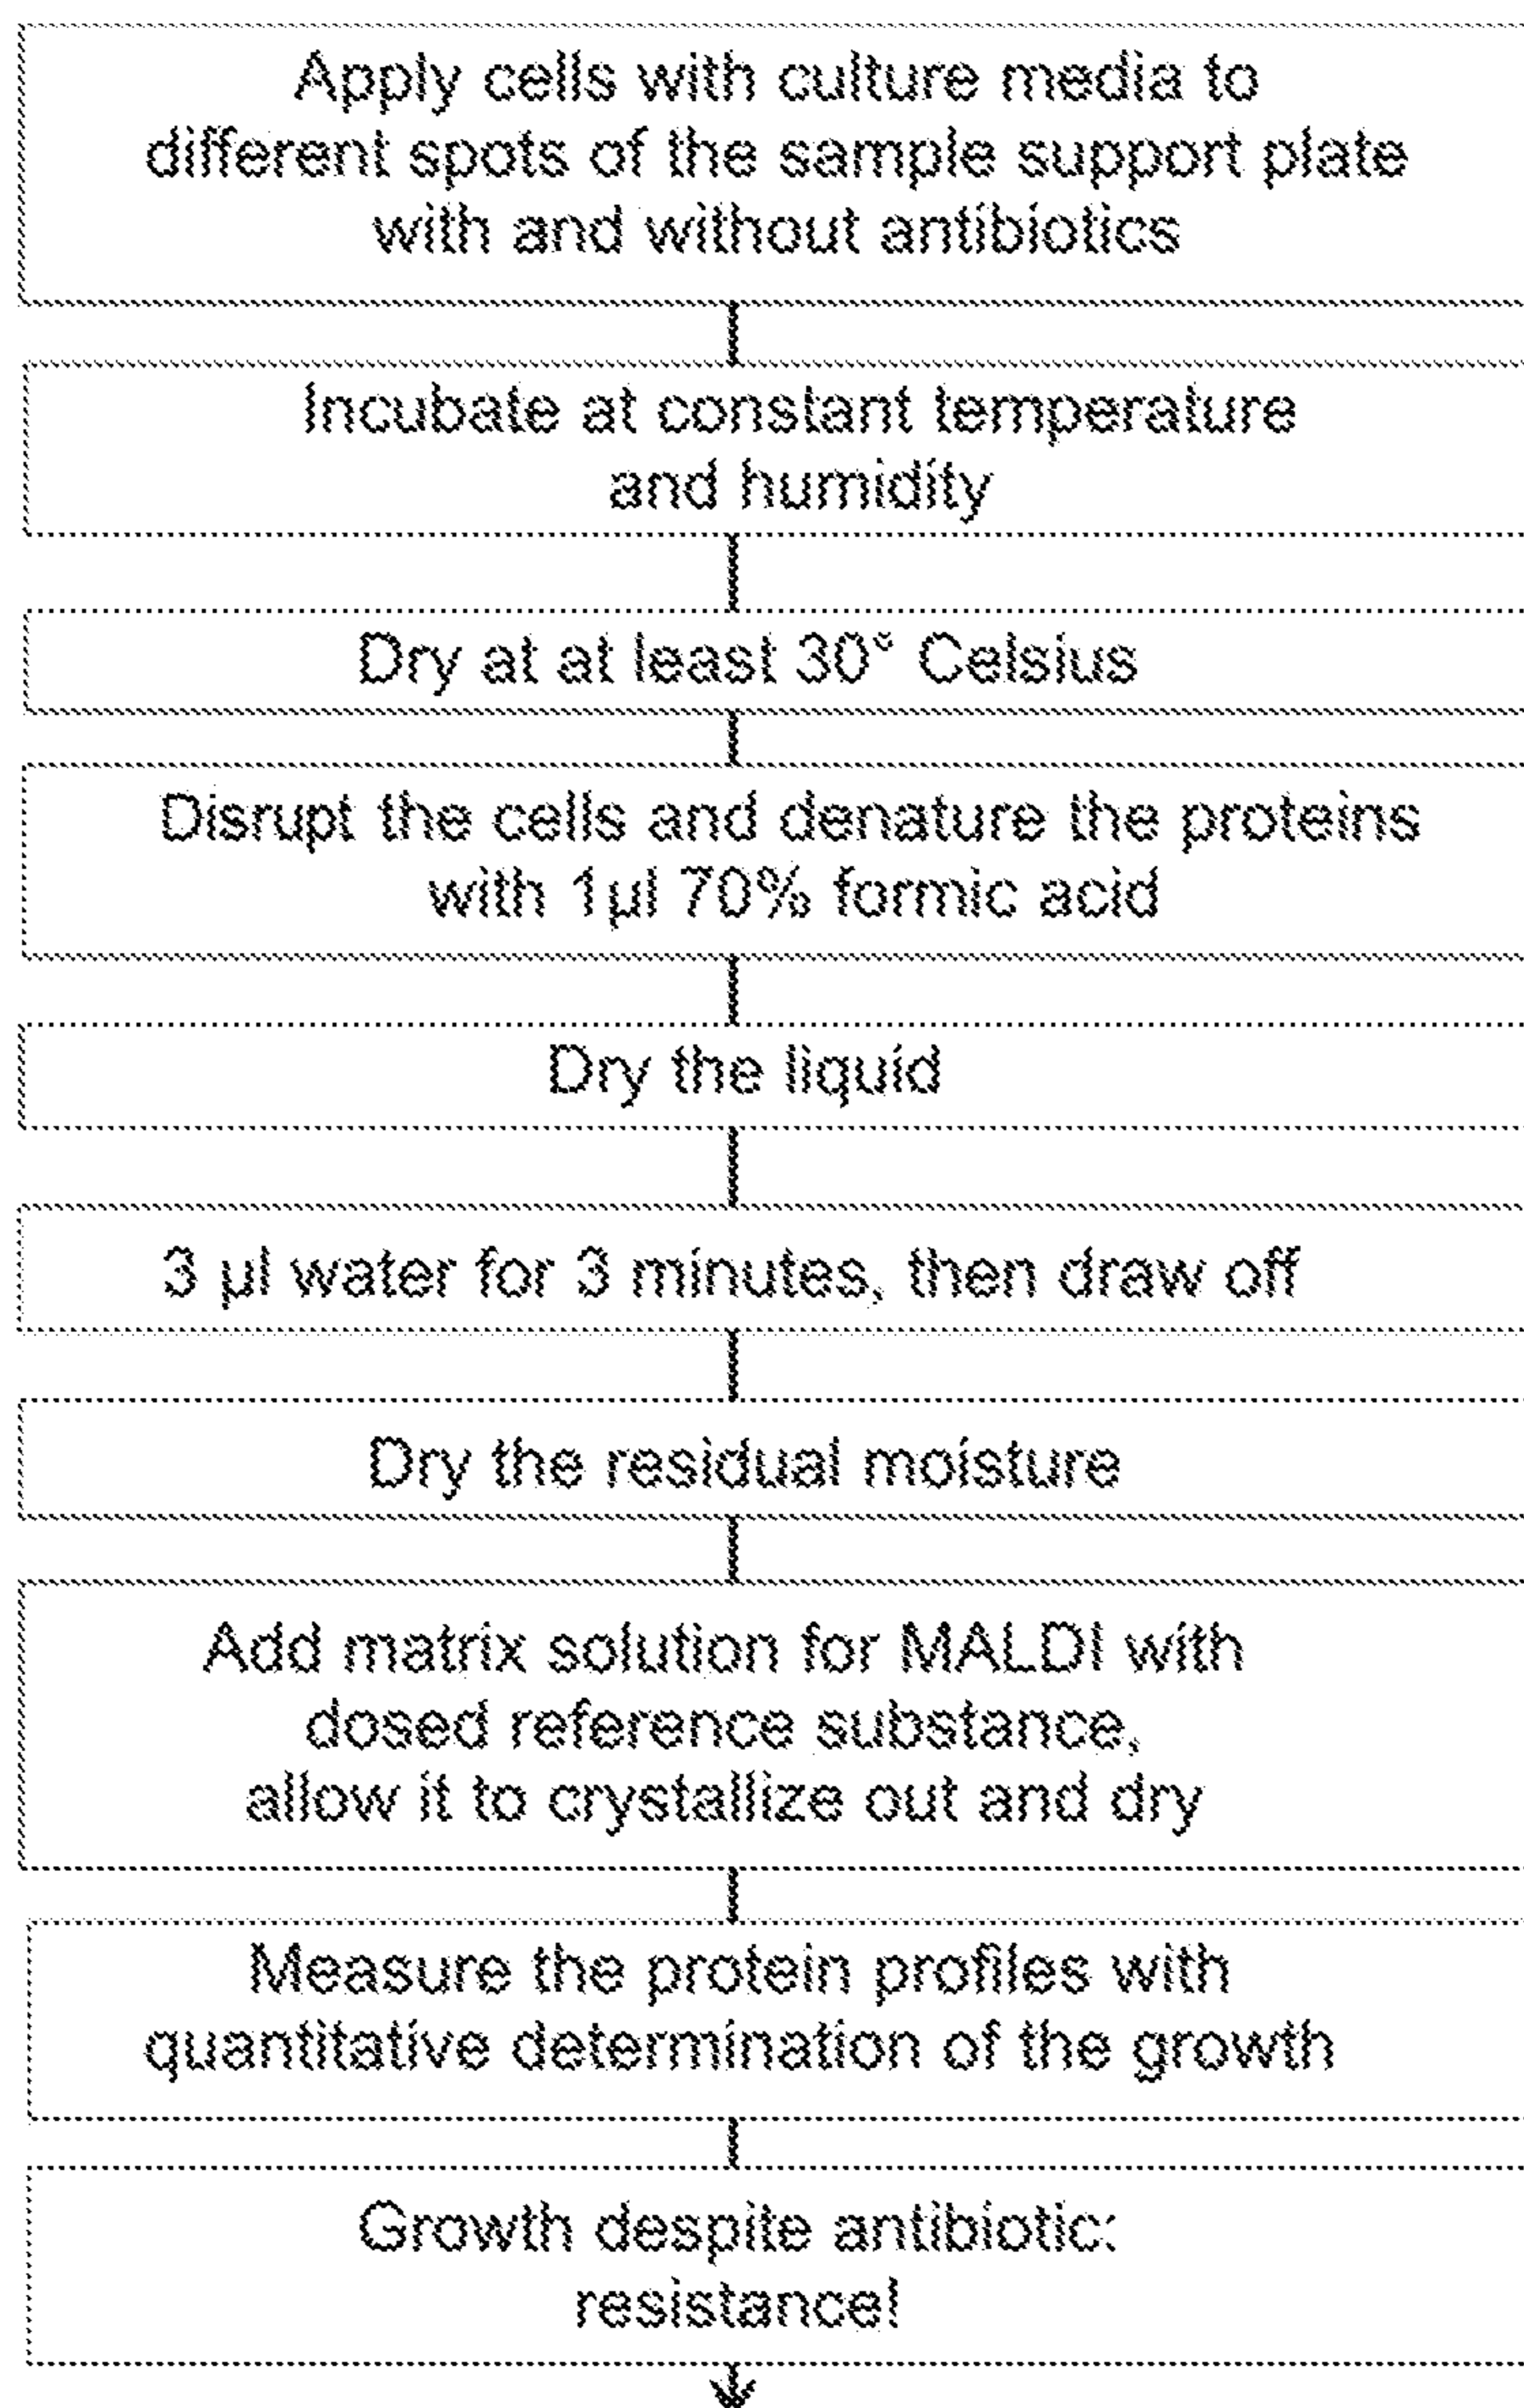 Apply cells with culture media to
different spots of the sample support plate
with and without antibiotics
Incubate at constant temperature
and humidity
Dry at at least 30° Celsius
Disrupt the cells and denature the proteins
with 1µl 70% formic acid
Dry the liquid
3 µl water for 3 minutes, then draw off
Dry the residual moisture
Add matrix solution for MALDI with
dosed reference substance,
allow it to crystallize out and dry
Measure the protein profiles with
quantitative determination of the growth
Growth despite antibiotic:
resistance!